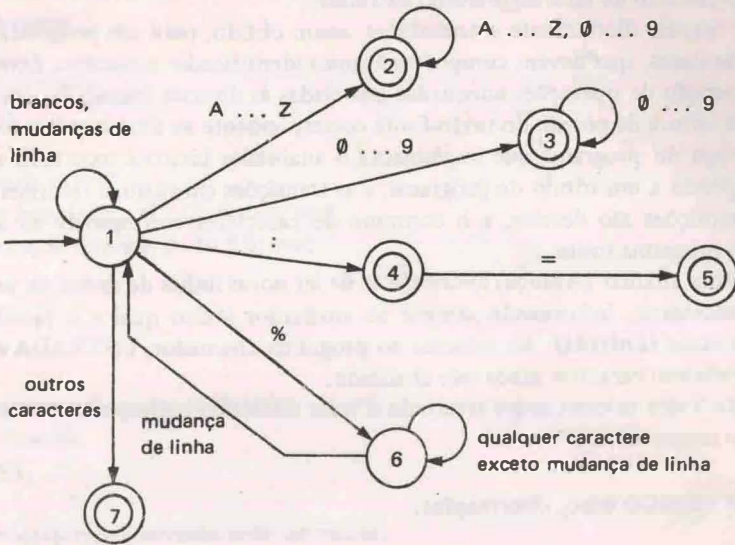 A ... Z, Ø ... 9
2
brancos,
mudanças de
linha
A ... Z
Ø ... 9
Ø ... 9
3
1
:
4
=
5
%
outros
caracteres
mudança
de linha
6
qualquer caractere
exceto mudança de linha
7